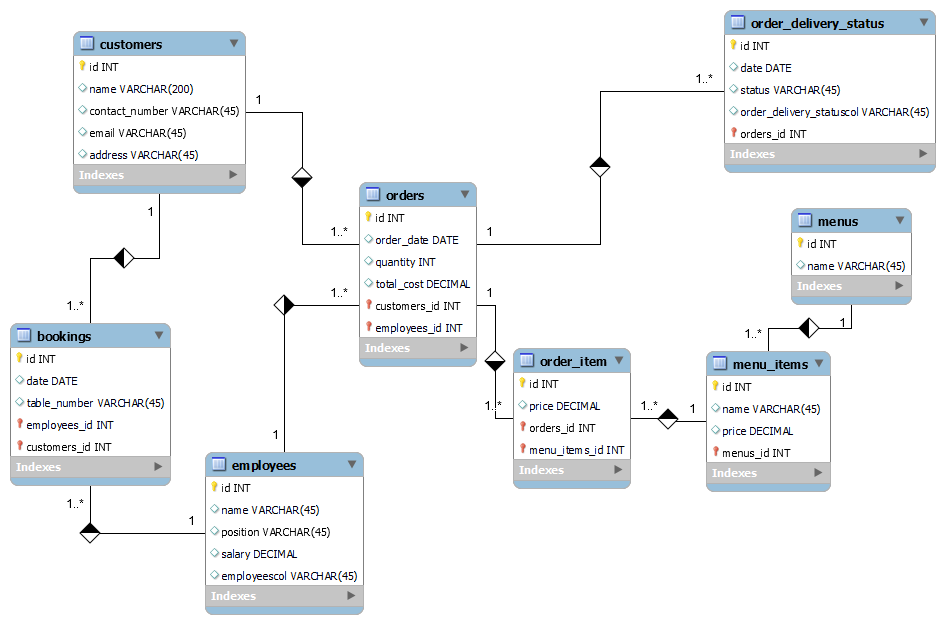 customers
id INT
name VARCHAR(200)
contact_number VARCHAR(45)
email VARCHAR(45)
address VARCHAR(45)
Indexes
order_delivery_status
id INT
date DATE
status VARCHAR(45)
order_delivery_statuscol VARCHAR(45)
orders_id INT
Indexes
1
1..*
1
1..*
orders
id INT
order_date DATE
quantity INT
total_cost DECIMAL
customers_id INT
employees_id INT
Indexes
1
1..*
1
1..*
menus
id INT
name VARCHAR(45)
Indexes
1
1..*
bookings
id INT
date DATE
table_number VARCHAR(45)
employees_id INT
customers_id INT
Indexes
1..*
1
order_item
id INT
price DECIMAL
orders_id INT
menu_items_id INT
Indexes
1..*
1..*
1
menu_items
id INT
name VARCHAR(45)
price DECIMAL
menus_id INT
Indexes
employees
id INT
name VARCHAR(45)
position VARCHAR(45)
salary DECIMAL
employeescol VARCHAR(45)
Indexes
1..*
1